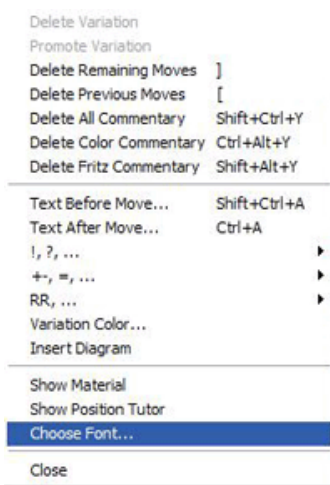 Delete Variation
Promote Variation
Delete Remaining Moves ]
Delete Previous Moves [
Delete All Commentary Shift+Ctrl+Y
Delete Color Commentary Ctrl+Alt+Y
Delete Fritz Commentary Shift+Alt+Y
Text Before Move... Shift+Ctrl+A
Text After Move... Ctrl+A
!, ?, ...
+-, =, ...
RR, ...
Variation Color...
Insert Diagram
Show Material
Show Position Tutor
Choose Font...
Close